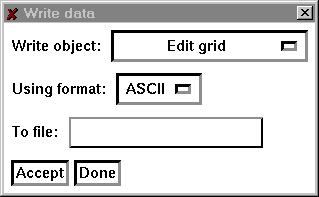 Write data
Write object: Edit grid
Using format: ASCII
To file:
Accept Done